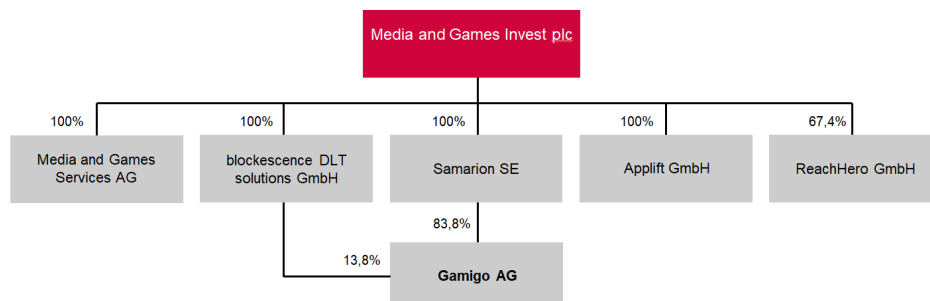 Media and Games Invest plc
100%
100%
100%
100%
67,4%
Media and Games
Services AG
blockescence DLT
solutions GmbH
Samarion SE
Applift GmbH
ReachHero GmbH
83,8%
13,8%
Gamigo AG